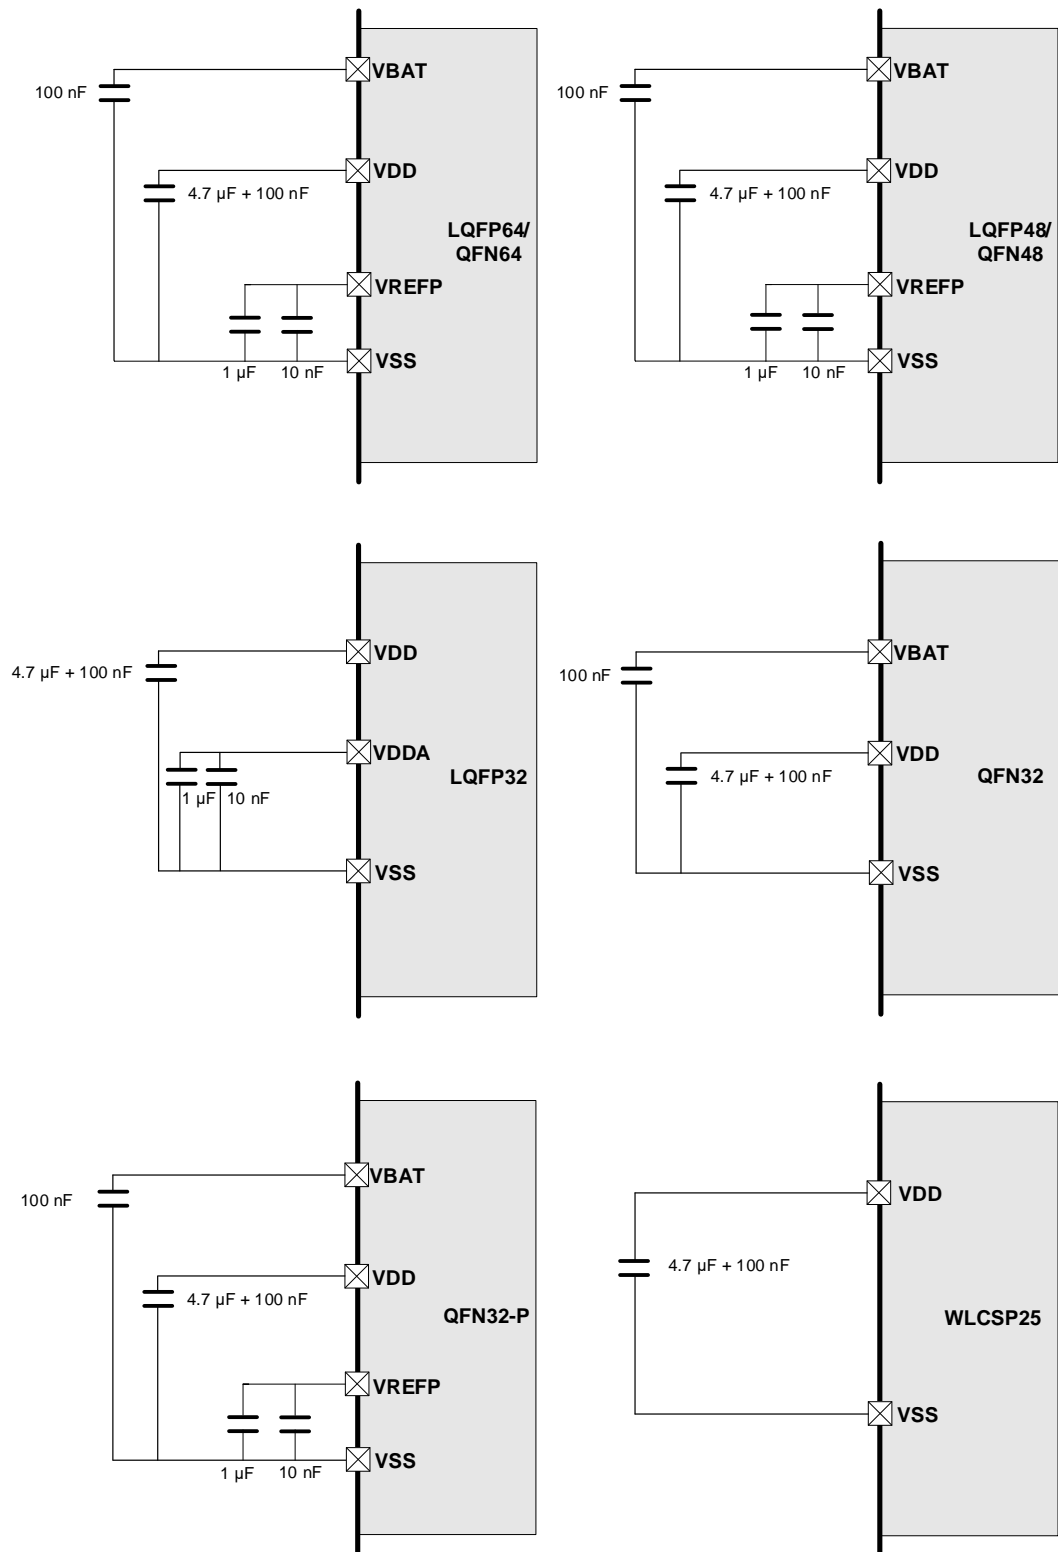 VBAT
100 nF
VDD
4.7 µF + 100 nF
LQFP64/
QFN64
VREFP
VSS
1 µF
10 nF
VBAT
100 nF
VDD
4.7 µF + 100 nF
LQFP48/
QFN48
VREFP
VSS
1 µF
10 nF
VDD
4.7 µF + 100 nF
VDDA
LQFP32
1 µF
10 nF
VSS
VBAT
100 nF
VDD
4.7 µF + 100 nF
QFN32
VSS
VBAT
100 nF
VDD
4.7 µF + 100 nF
QFN32-P
VREFP
VSS
1 µF
10 nF
VDD
4.7 µF + 100 nF
WLCSP25
VSS